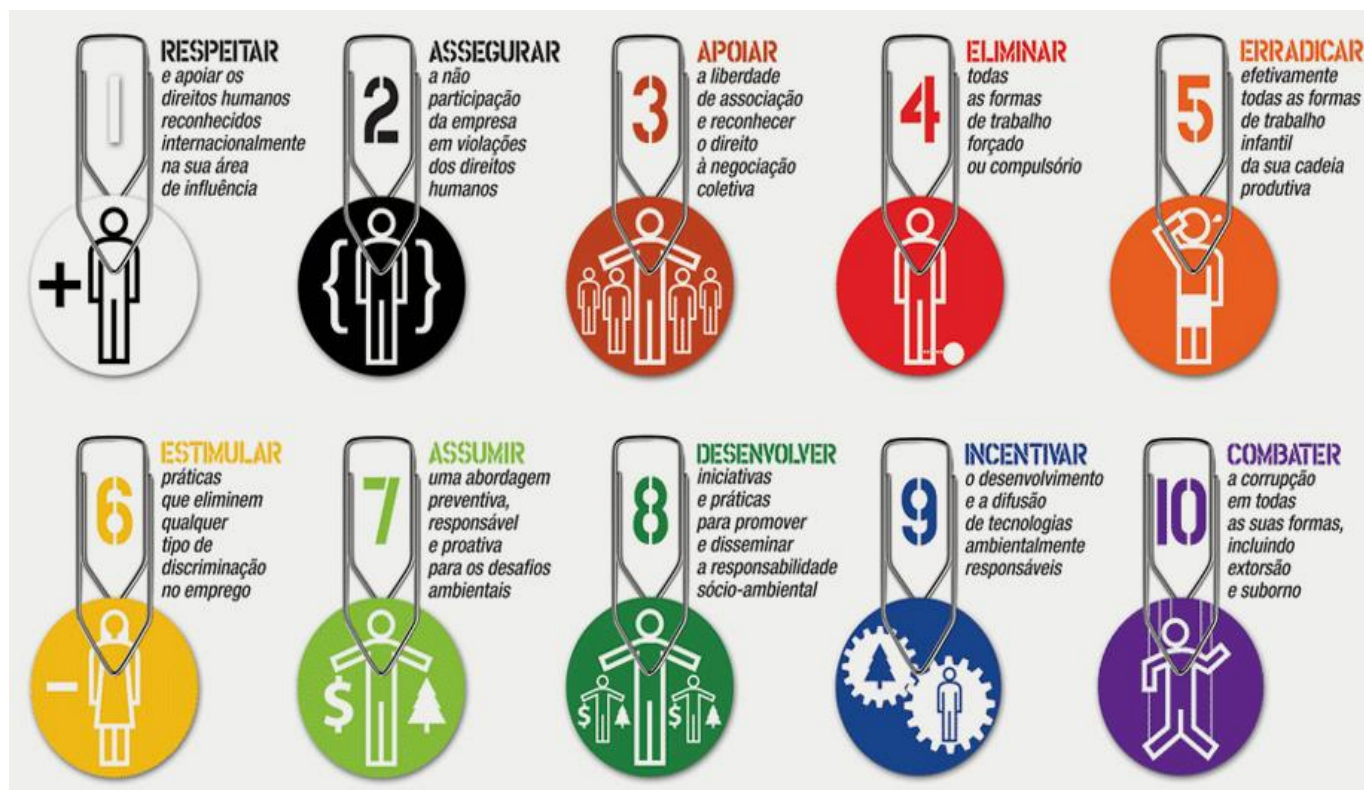 1
RESPEITAR
e apoiar os
direitos humanos
reconhecidos
internacionalmente
na sua área
de influência
2
ASSEGURAR
a não
participação
da empresa
em violações
dos direitos
humanos
3
APOIAR
a liberdade
de associação
e reconhecer
o direito
à negociação
coletiva
4
ELIMINAR
todas
as formas
de trabalho
forçado
ou compulsório
5
ERRADICAR
efetivamente
todas as formas
de trabalho
infantil
da sua cadeia
produtiva
6
ESTIMULAR
práticas
que eliminem
qualquer
tipo de
discriminação
no emprego
7
ASSUMIR
uma abordagem
preventiva,
responsável
e proativa
para os desafios
ambientais
$
8
DESENVOLVER
iniciativas
e práticas
para promover
e disseminar
a responsabilidade
sócio-ambiental
$ $
9
INCENTIVAR
o desenvolvimento
e a difusão
de tecnologias
ambientalmente
responsáveis
10
COMBATER
a corrupção
em todas
as suas formas,
incluindo
extorsão
e suborno